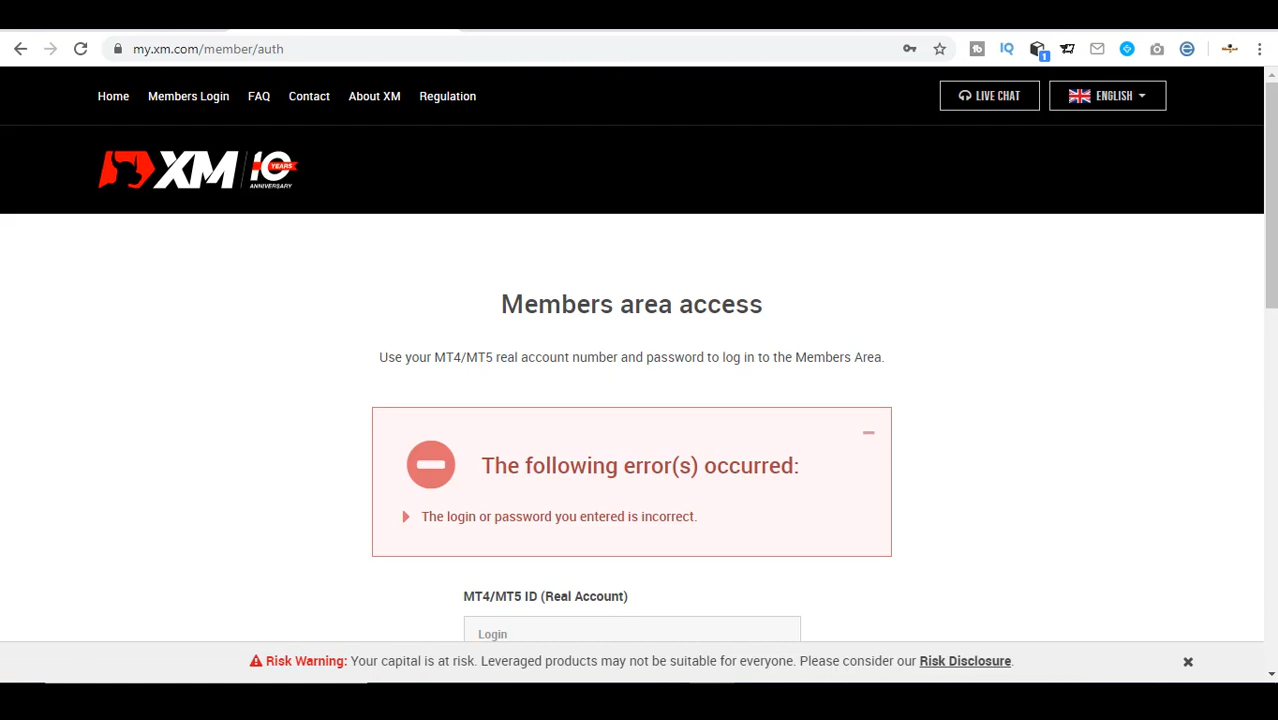 my.xm.com/member/auth
1
Home Members Login FAQ Contact About XM Regulation
LIVE CHAT ENGLISH
XM 10 YEARS ANNIVERSARY
Members area access
Use your MT4/MT5 real account number and password to log in to the Members Area.
The following error(s) occurred:
The login or password you entered is incorrect.
MT4/MT5 ID (Real Account)
Login
Risk Warning: Your capital is at risk. Leveraged products may not be suitable for everyone. Please consider our Risk Disclosure.